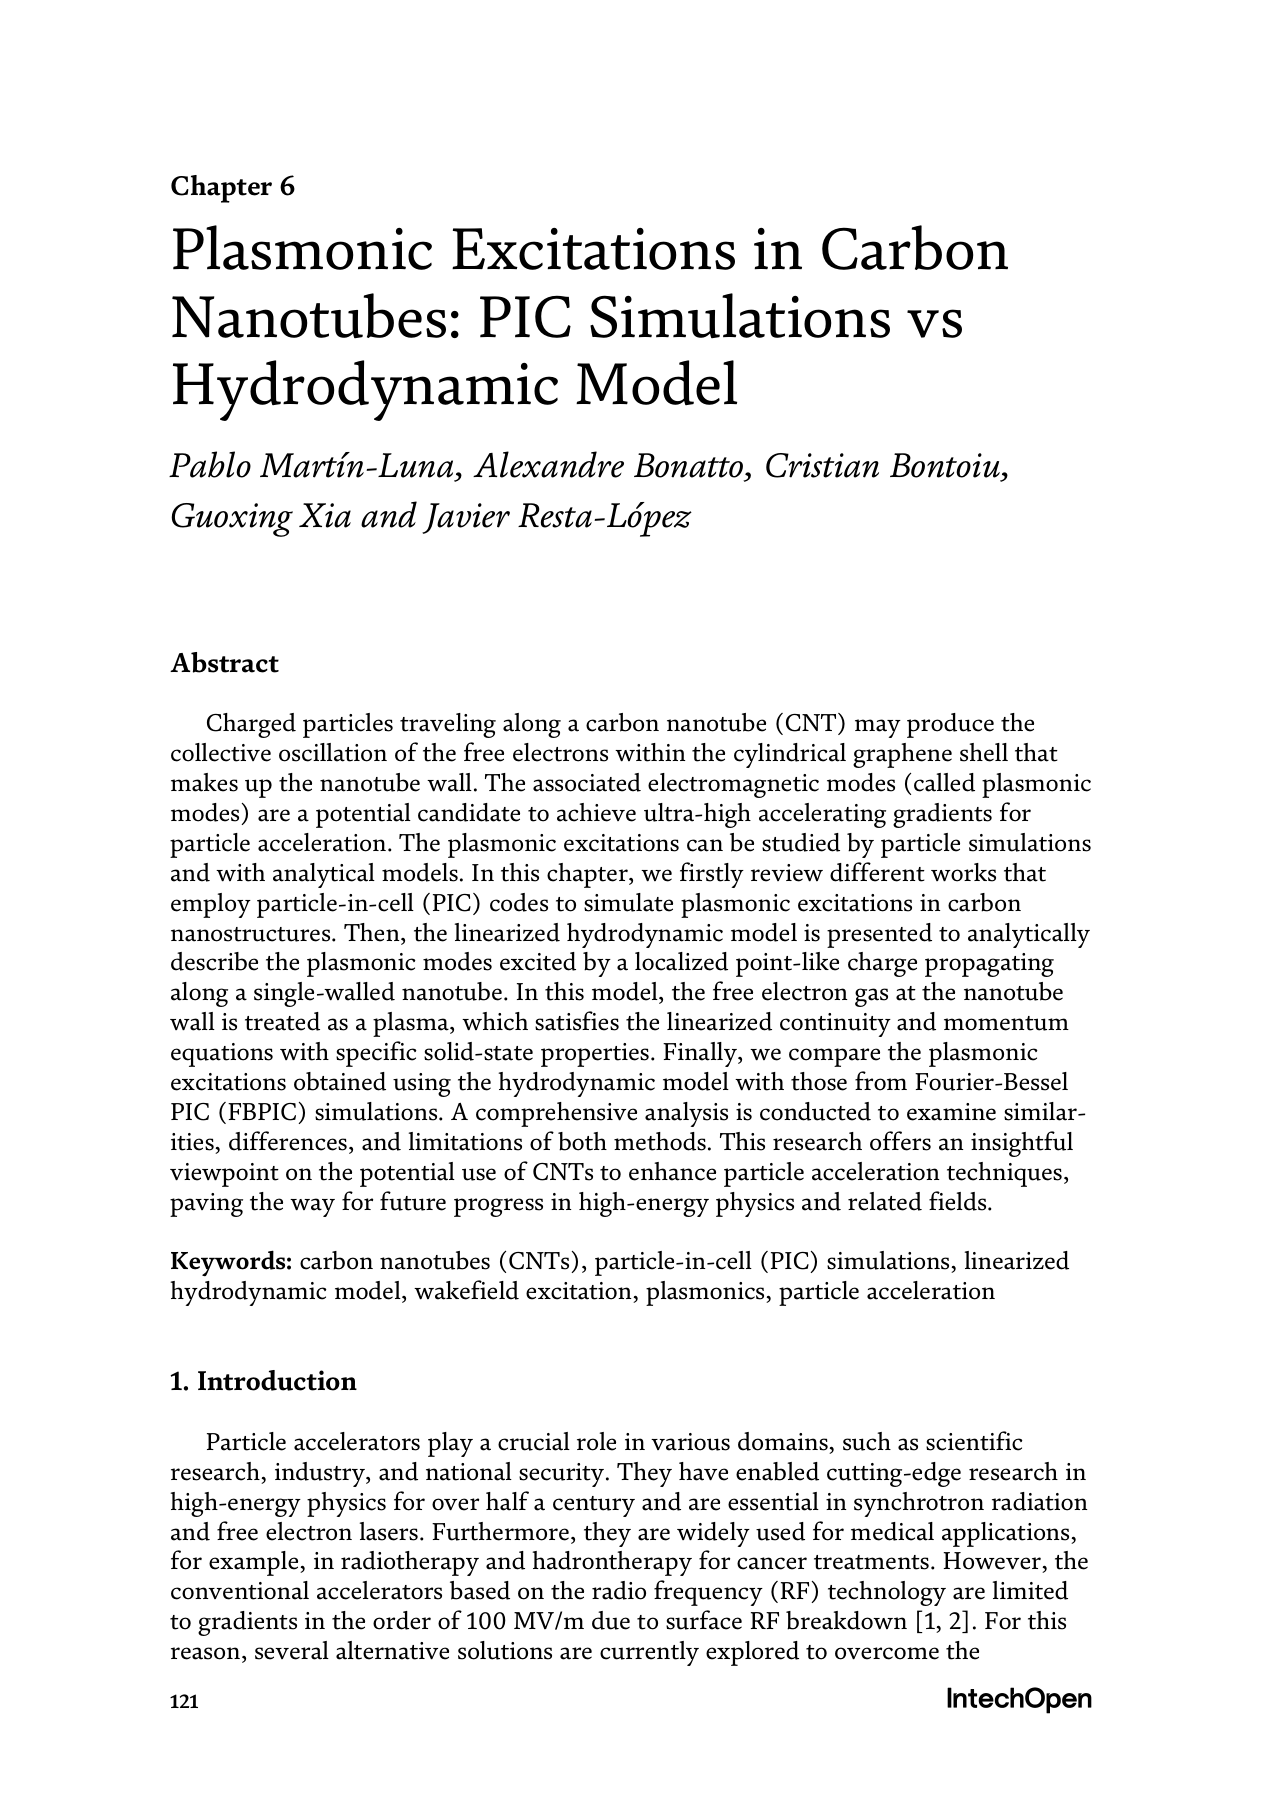 Chapter 6
Plasmonic Excitations in Carbon
Nanotubes: PIC Simulations vs
Hydrodynamic Model
Pablo Martín-Luna, Alexandre Bonatto, Cristian Bontoiu,
Guoxing Xia and Javier Resta-López
Abstract
Charged particles traveling along a carbon nanotube (CNT) may produce the
collective oscillation of the free electrons within the cylindrical graphene shell that
makes up the nanotube wall. The associated electromagnetic modes (called plasmonic
modes) are a potential candidate to achieve ultra-high accelerating gradients for
particle acceleration. The plasmonic excitations can be studied by particle simulations
and with analytical models. In this chapter, we firstly review different works that
employ particle-in-cell (PIC) codes to simulate plasmonic excitations in carbon
nanostructures. Then, the linearized hydrodynamic model is presented to analytically
describe the plasmonic modes excited by a localized point-like charge propagating
along a single-walled nanotube. In this model, the free electron gas at the nanotube
wall is treated as a plasma, which satisfies the linearized continuity and momentum
equations with specific solid-state properties. Finally, we compare the plasmonic
excitations obtained using the hydrodynamic model with those from Fourier-Bessel
PIC (FBPIC) simulations. A comprehensive analysis is conducted to examine similar-
ities, differences, and limitations of both methods. This research offers an insightful
viewpoint on the potential use of CNTs to enhance particle acceleration techniques,
paving the way for future progress in high-energy physics and related fields.
Keywords: carbon nanotubes (CNTs), particle-in-cell (PIC) simulations, linearized
hydrodynamic model, wakefield excitation, plasmonics, particle acceleration
1. Introduction
Particle accelerators play a crucial role in various domains, such as scientific
research, industry, and national security. They have enabled cutting-edge research in
high-energy physics for over half a century and are essential in synchrotron radiation
and free electron lasers. Furthermore, they are widely used for medical applications,
for example, in radiotherapy and hadrontherapy for cancer treatments. However, the
conventional accelerators based on the radio frequency (RF) technology are limited
to gradients in the order of 100 MV/m due to surface RF breakdown [1, 2]. For this
reason, several alternative solutions are currently explored to overcome the
121
IntechOpen